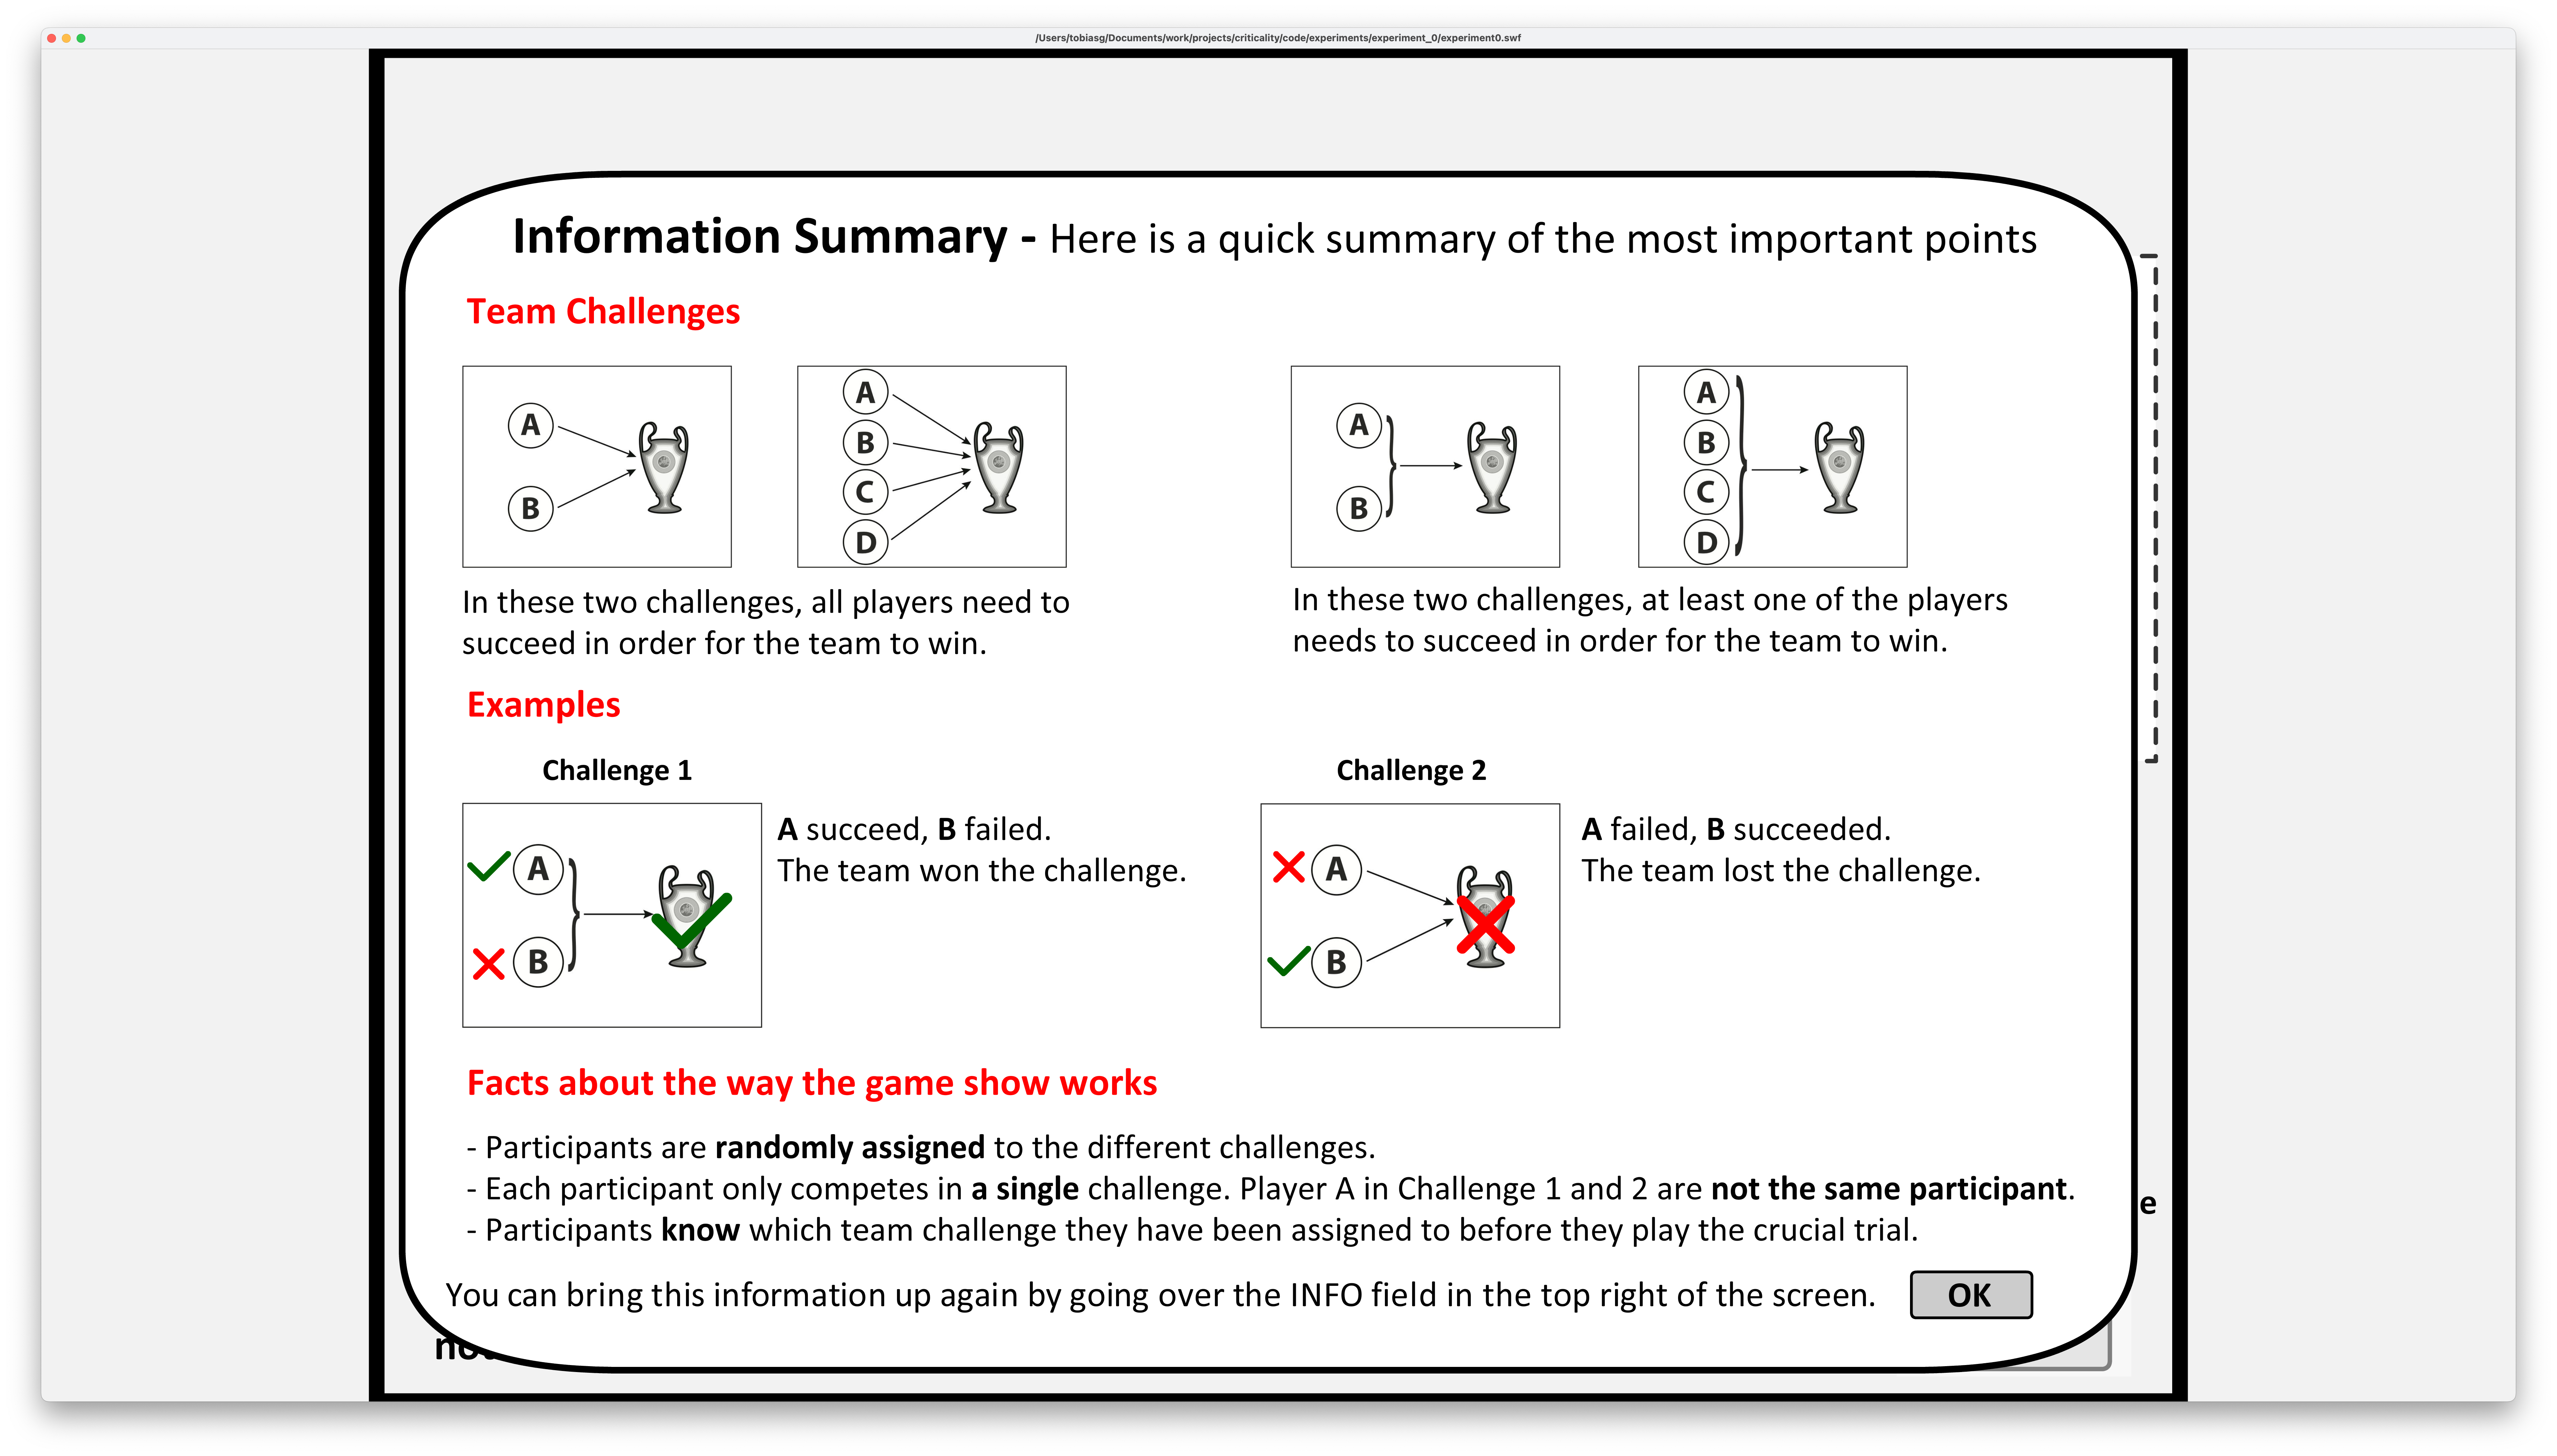 /Users/tobiasg/Documents/work/projects/criticality/code/experiments/experiment_0/experiment0.swf
Information Summary - Here is a quick summary of the most important points
Team Challenges
A
B
A
B
C
D
A
B
A
B
C
D
In these two challenges, all players need to
succeed in order for the team to win.
In these two challenges, at least one of the players
needs to succeed in order for the team to win.
Examples
Challenge 1
A
B
A succeed, B failed.
The team won the challenge.
Challenge 2
A
B
A failed, B succeeded.
The team lost the challenge.
Facts about the way the game show works
- Participants are randomly assigned to the different challenges.
- Each participant only competes in a single challenge. Player A in Challenge 1 and 2 are not the same participant.
e
- Participants know which team challenge they have been assigned to before they play the crucial trial.
You can bring this information up again by going over the INFO field in the top right of the screen.
OK